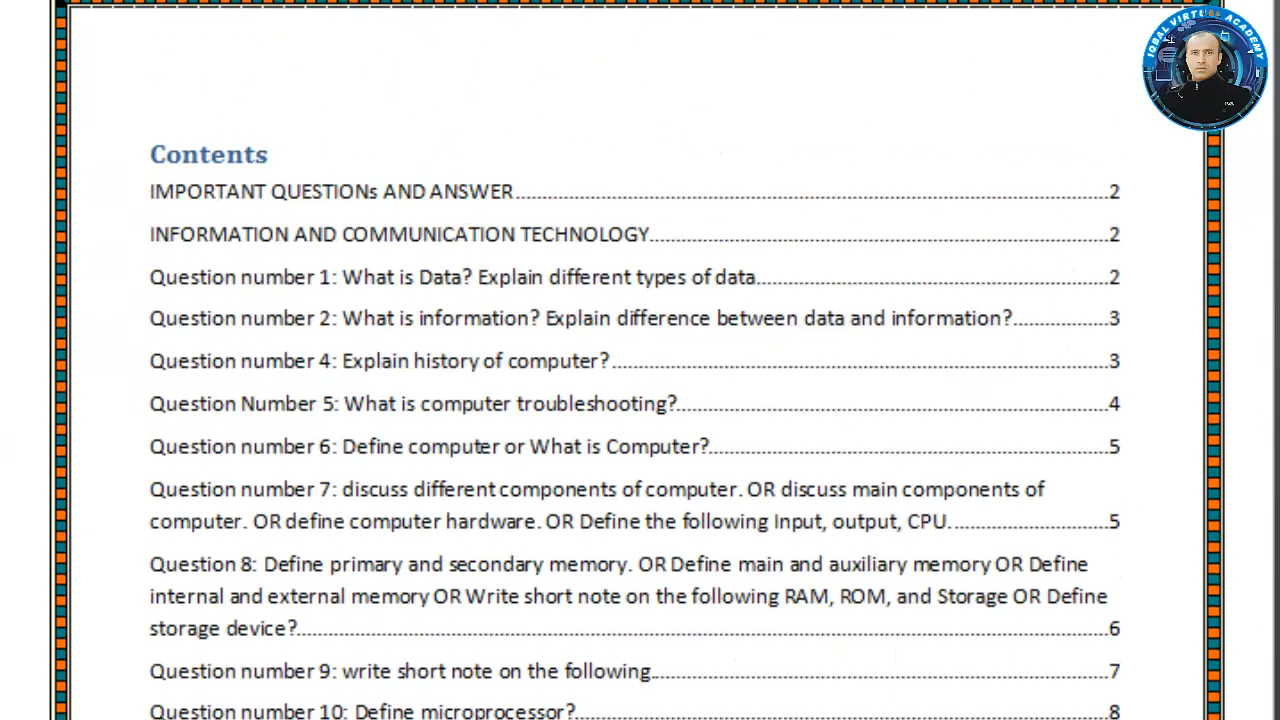 IQBAL VIRTUAL ACADEMY
Contents
IMPORTANT QUESTIONs AND ANSWER........2
INFORMATION AND COMMUNICATION TECHNOLOGY........2
Question number 1: What is Data? Explain different types of data........2
Question number 2: What is information? Explain difference between data and information?........3
Question number 4: Explain history of computer?........3
Question Number 5: What is computer troubleshooting?........4
Question number 6: Define computer or What is Computer?........5
Question number 7: discuss different components of computer. OR discuss main components of
computer. OR define computer hardware. OR Define the following Input, output, CPU.........5
Question 8: Define primary and secondary memory. OR Define main and auxiliary memory OR Define
internal and external memory OR Write short note on the following RAM, ROM, and Storage OR Define
storage device?........6
Question number 9: write short note on the following........7
Question number 10: Define microprocessor?........8